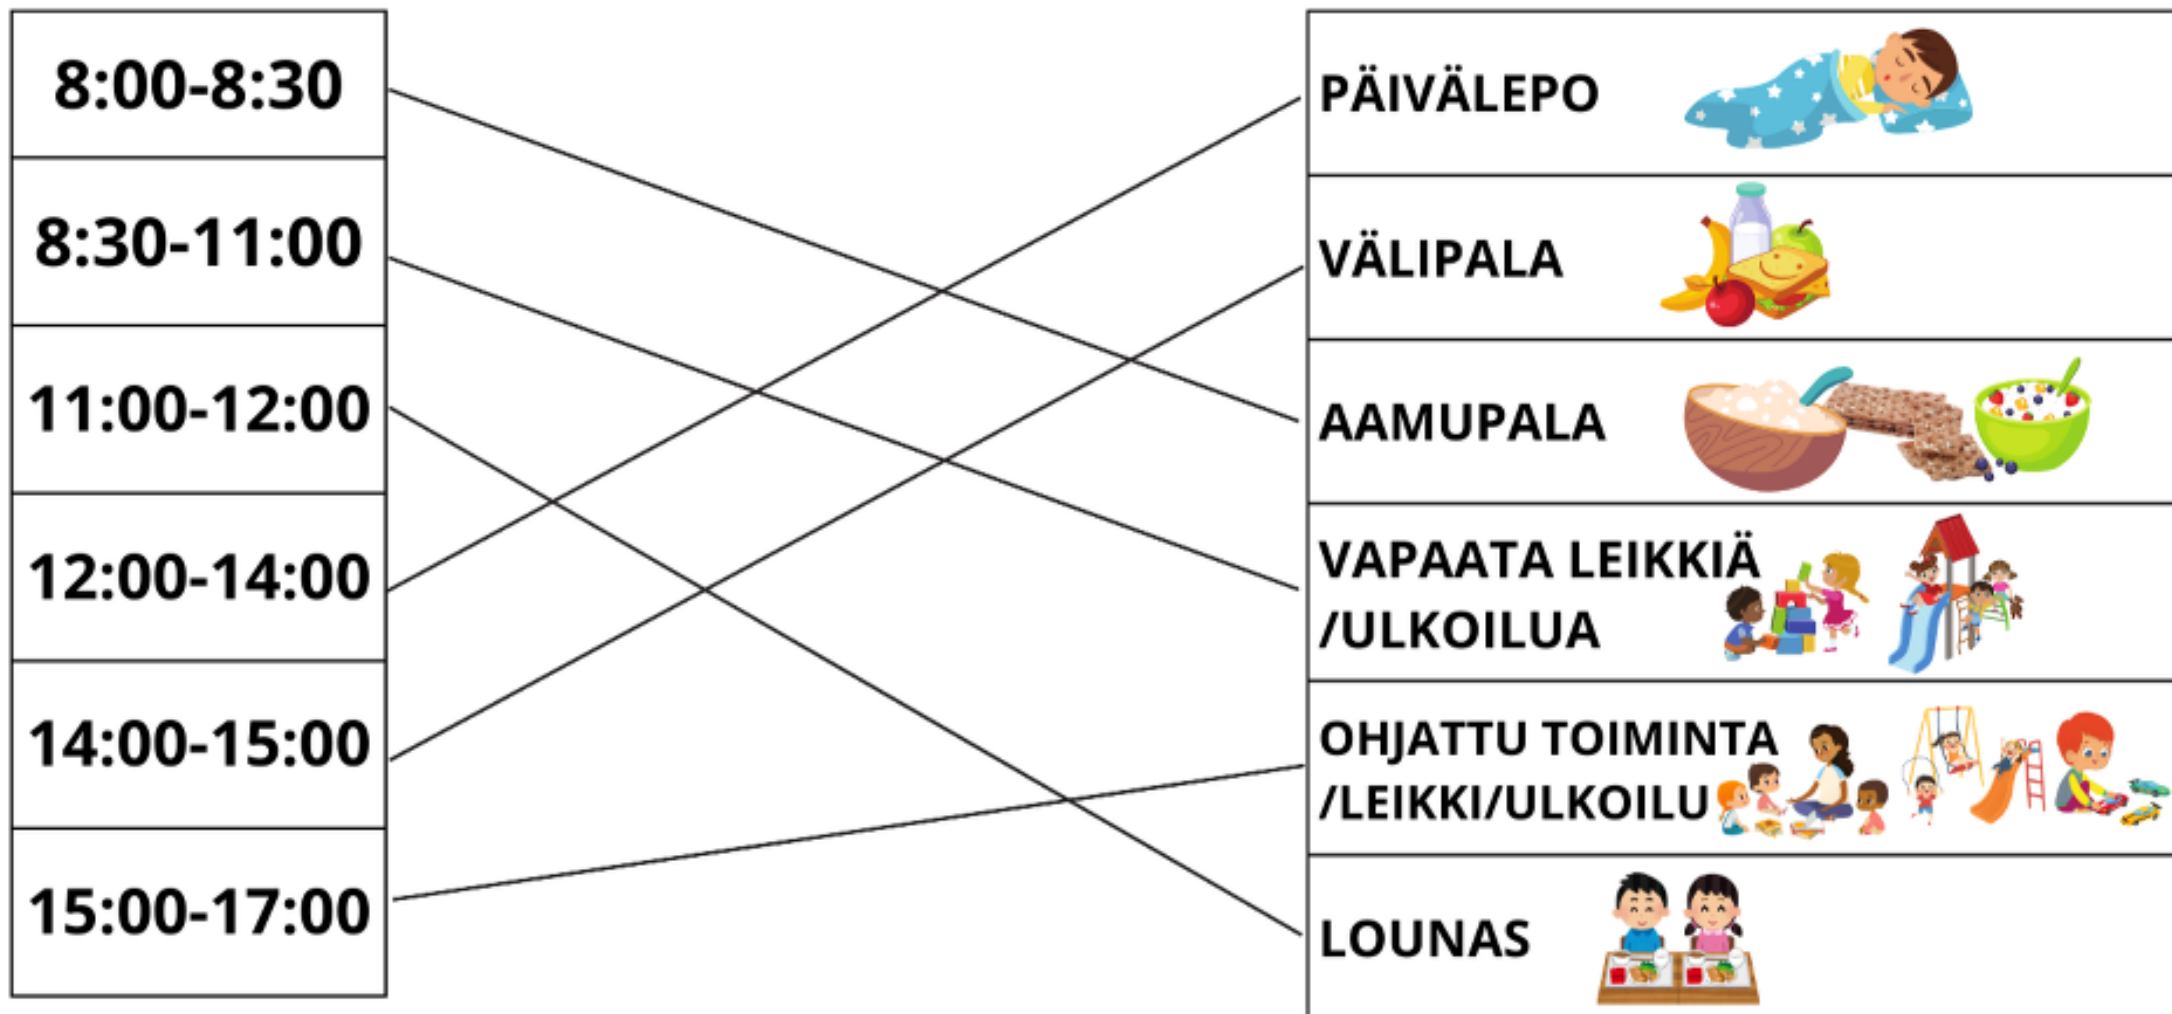 8:00-8:30
8:30-11:00
11:00-12:00
12:00-14:00
14:00-15:00
15:00-17:00
PÄIVÄLEPO
VÄLIPALA
AAMUPALA
VAPAATA LEIKKIÄ
/ULKOILUA
OHJATTU TOIMINTA
/LEIKKI/ULKOILU
LOUNAS